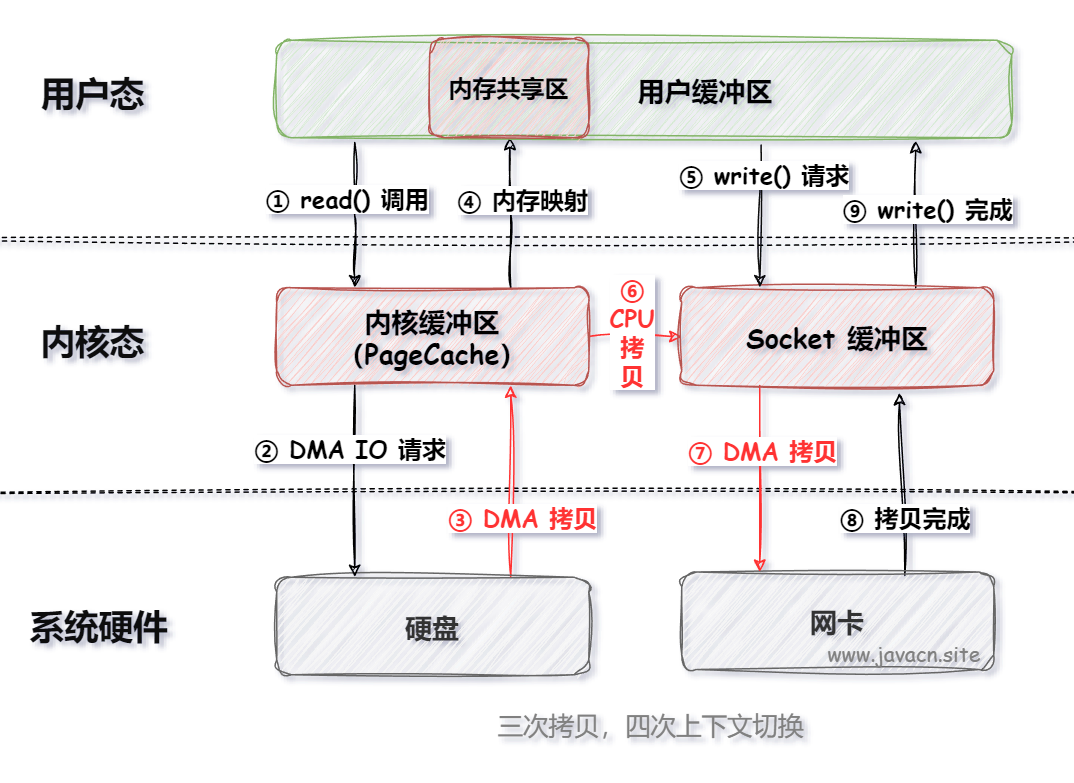 用户态
内存共享区
用户缓冲区
① read() 调用
④ 内存映射
⑤ write() 请求
⑨ write() 完成
内核态
内核缓冲区
(PageCache)
⑥
CPU
拷
贝
Socket 缓冲区
② DMA IO 请求
③ DMA 拷贝
⑦ DMA 拷贝
⑧ 拷贝完成
系统硬件
硬盘
网卡
www.javacn.site
三次拷贝，四次上下文切换